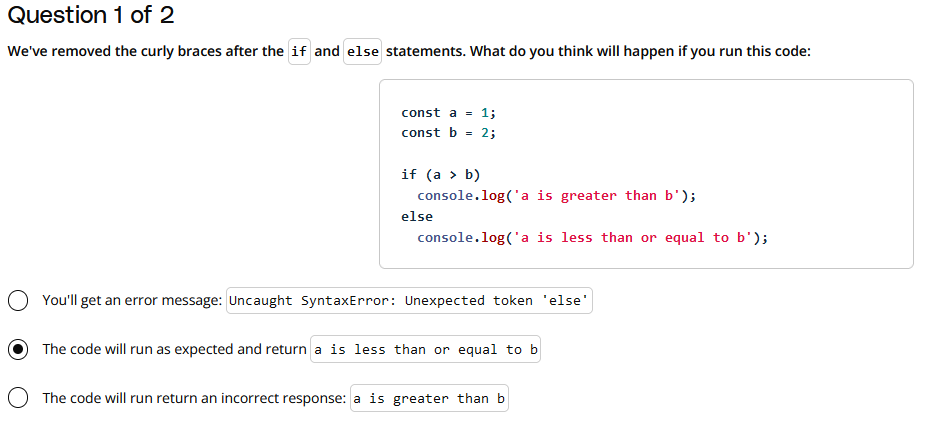 Question 1 of 2
We've removed the curly braces after the if and else statements. What do you think will happen if you run this code:
const a = 1;
const b = 2;
if (a > b)
console.log('a is greater than b');
else
console.log('a is less than or equal to b');
You'll get an error message: Uncaught SyntaxError: Unexpected token 'else'
The code will run as expected and return a is less than or equal to b
The code will run return an incorrect response: a is greater than b